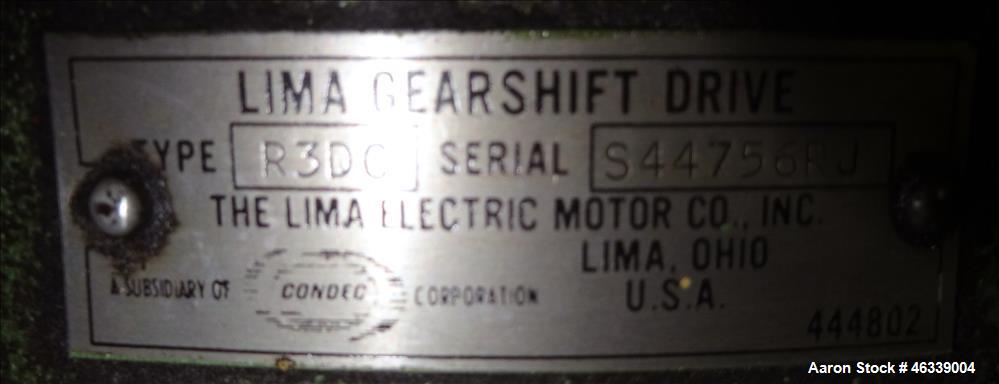 LIMA GEARSHIFT DRIVE
TYPE R3DC SERIAL S44756RJ
THE LIMA ELECTRIC MOTOR CO., INC.
LIMA, OHIO
A SUBSIDIARY OF CONDEC CORPORATION U.S.A.
444802
Aaron Stock # 46339004